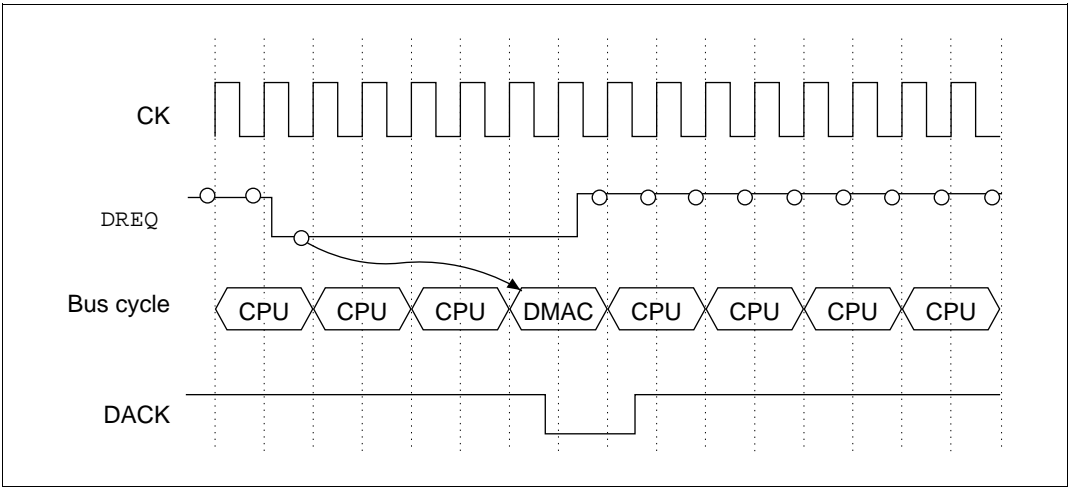 CK
DREQ
Bus cycle CPU CPU CPU DMAC CPU CPU CPU CPU
DACK